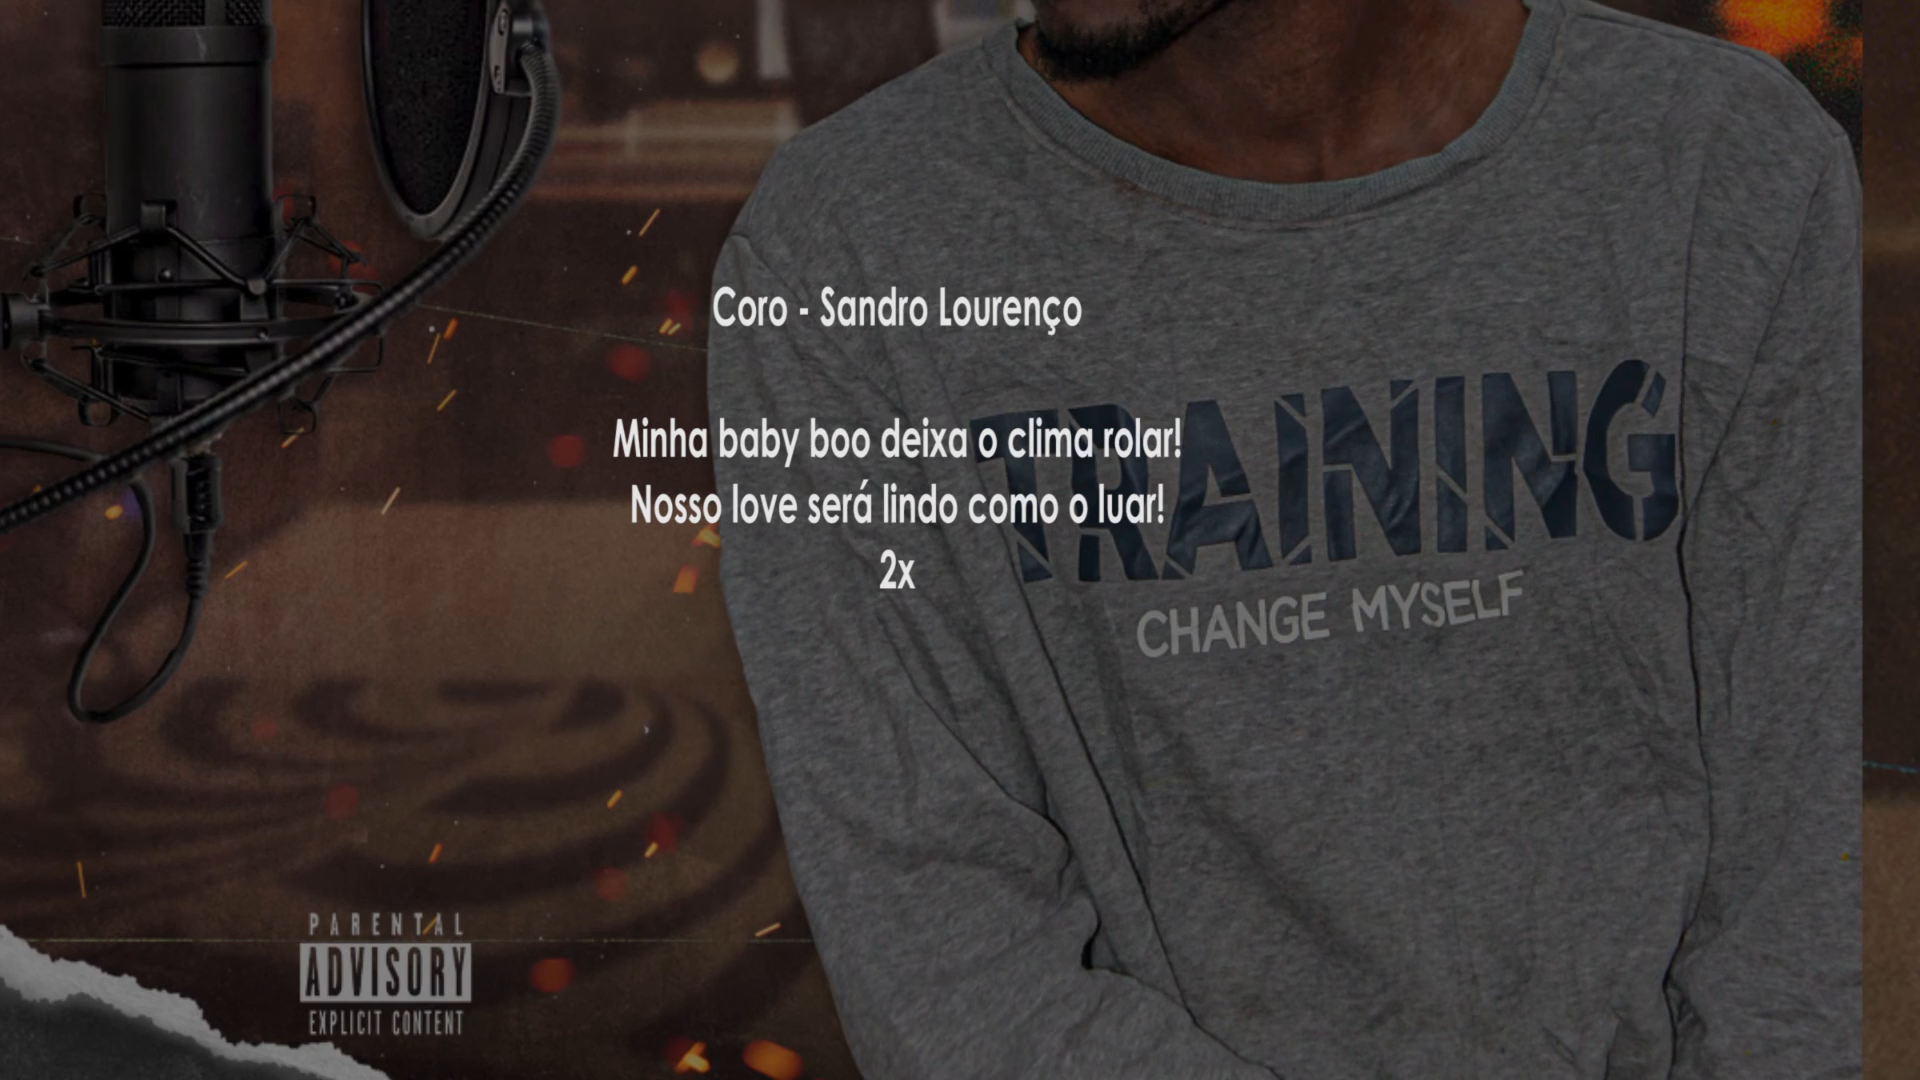 Coro - Sandro Lourenço
Minha baby boo deixa o clima rolar!
Nosso love será lindo como o luar!
2x
TRAINING
CHANGE MYSELF
PARENTAL
ADVISORY
EXPLICIT CONTENT